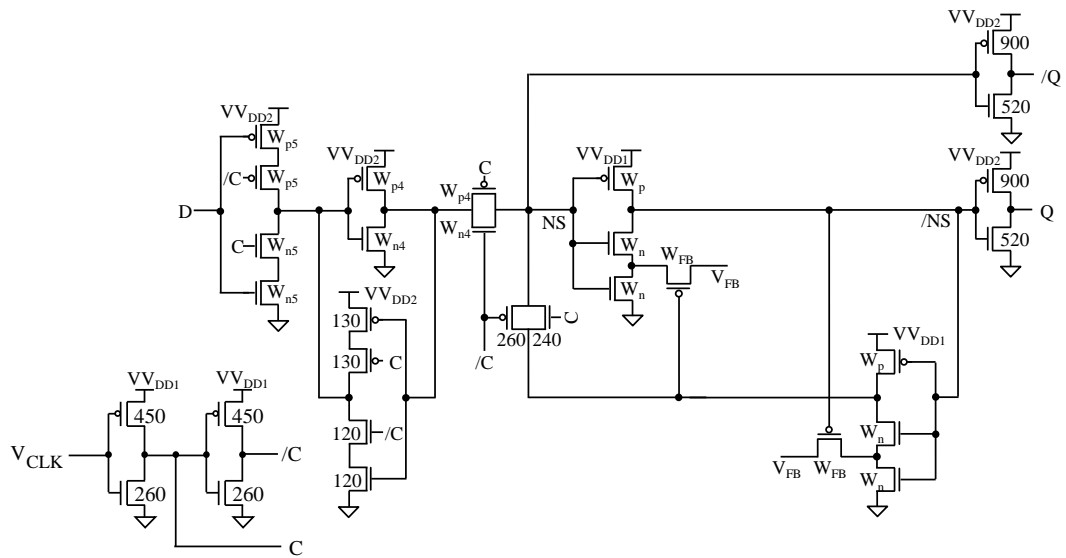 VV_DD2
900
/Q
520
VV_DD2
W_p5
/C
W_p5
D
C
W_n5
W_n5
VV_DD2
W_p4
W_n4
C
W_p4
W_n4
NS
VV_DD1
W_p
W_n
W_n
W_FB
V_FB
/NS
VV_DD2
900
Q
520
VV_DD2
130
130
C
120
/C
120
260
240
C
/C
VV_DD1
W_p
W_n
W_n
V_FB
W_FB
VV_DD1
450
VV_DD1
450
V_CLK
/C
260
260
C